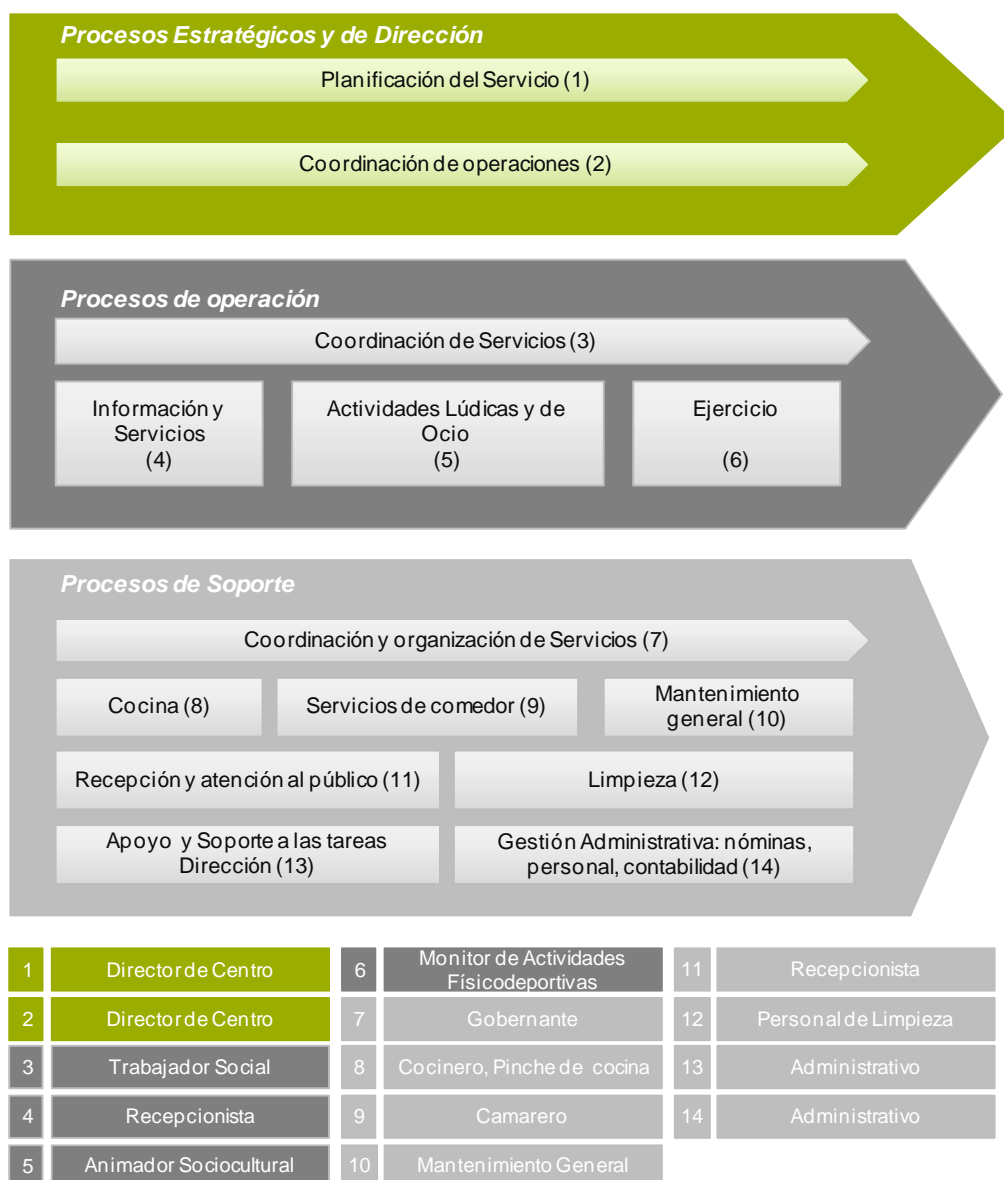 Procesos Estratégicos y de Dirección
Planificación del Servicio (1)
Coordinación de operaciones (2)
Procesos de operación
Coordinación de Servicios (3)
Información y
Servicios
(4)
Actividades Lúdicas y de
Ocio
(5)
Ejercicio
(6)
Procesos de Soporte
Coordinación y organización de Servicios (7)
Cocina (8)
Servicios de comedor (9)
Mantenimiento
general (10)
Recepción y atención al público (11)
Limpieza (12)
Apoyo y Soporte a las tareas
Dirección (13)
Gestión Administrativa: nóminas,
personal, contabilidad (14)
1 Director de Centro
2 Director de Centro
3 Trabajador Social
4 Recepcionista
5 Animador Sociocultural
6 Monitor de Actividades
Físicodeportivas
7 Gobernante
8 Cocinero, Pinche de cocina
9 Camarero
10 Mantenimiento General
11 Recepcionista
12 Personal de Limpieza
13 Administrativo
14 Administrativo